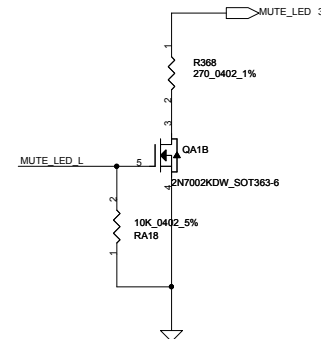 MUTE_LED 3
1
R368
270_0402_1%
2
3
QA1B
MUTE_LED_L
5
2N7002KDW_SOT363-6
4
2
10K_0402_5%
RA18
1